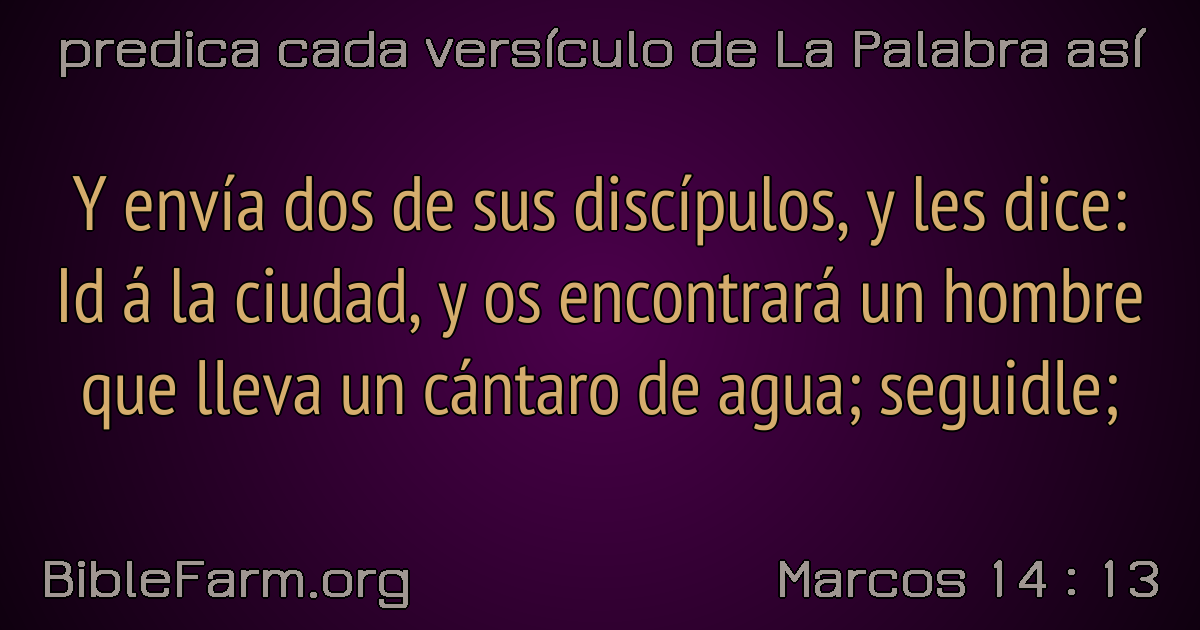 predica cada versículo de La Palabra así
Y envía dos de sus discípulos, y les dice:
Id á la ciudad, y os encontrará un hombre
que lleva un cántaro de agua; seguidle;
BibleFarm.org
Marcos 14 : 13